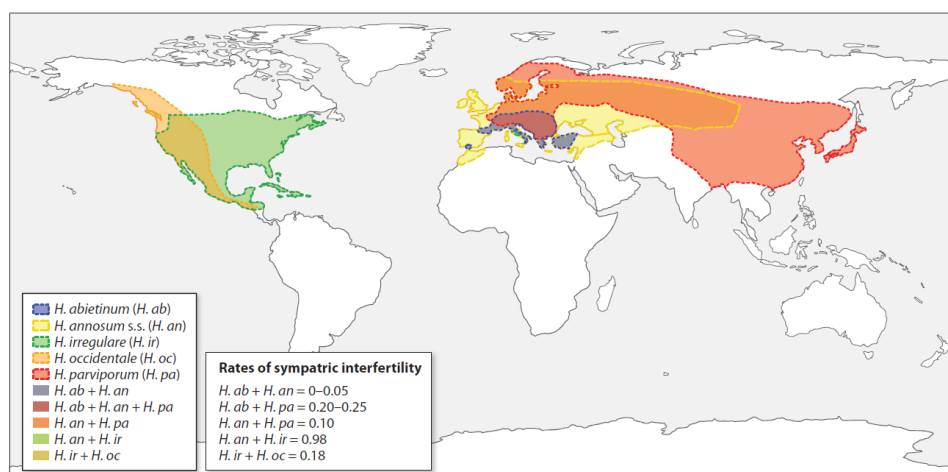 H. abietinum (H. ab)
H. annosum s.s. (H. an)
H. irregulare (H. ir)
H. occidentale (H. oc)
H. parviporum (H. pa)
H. ab + H. an
H. ab + H. an + H. pa
H. an + H. pa
H. an + H. ir
H. ir + H. oc
Rates of sympatric interfertility
H. ab + H. an = 0–0.05
H. ab + H. pa = 0.20–0.25
H. an + H. pa = 0.10
H. an + H. ir = 0.98
H. ir + H. oc = 0.18